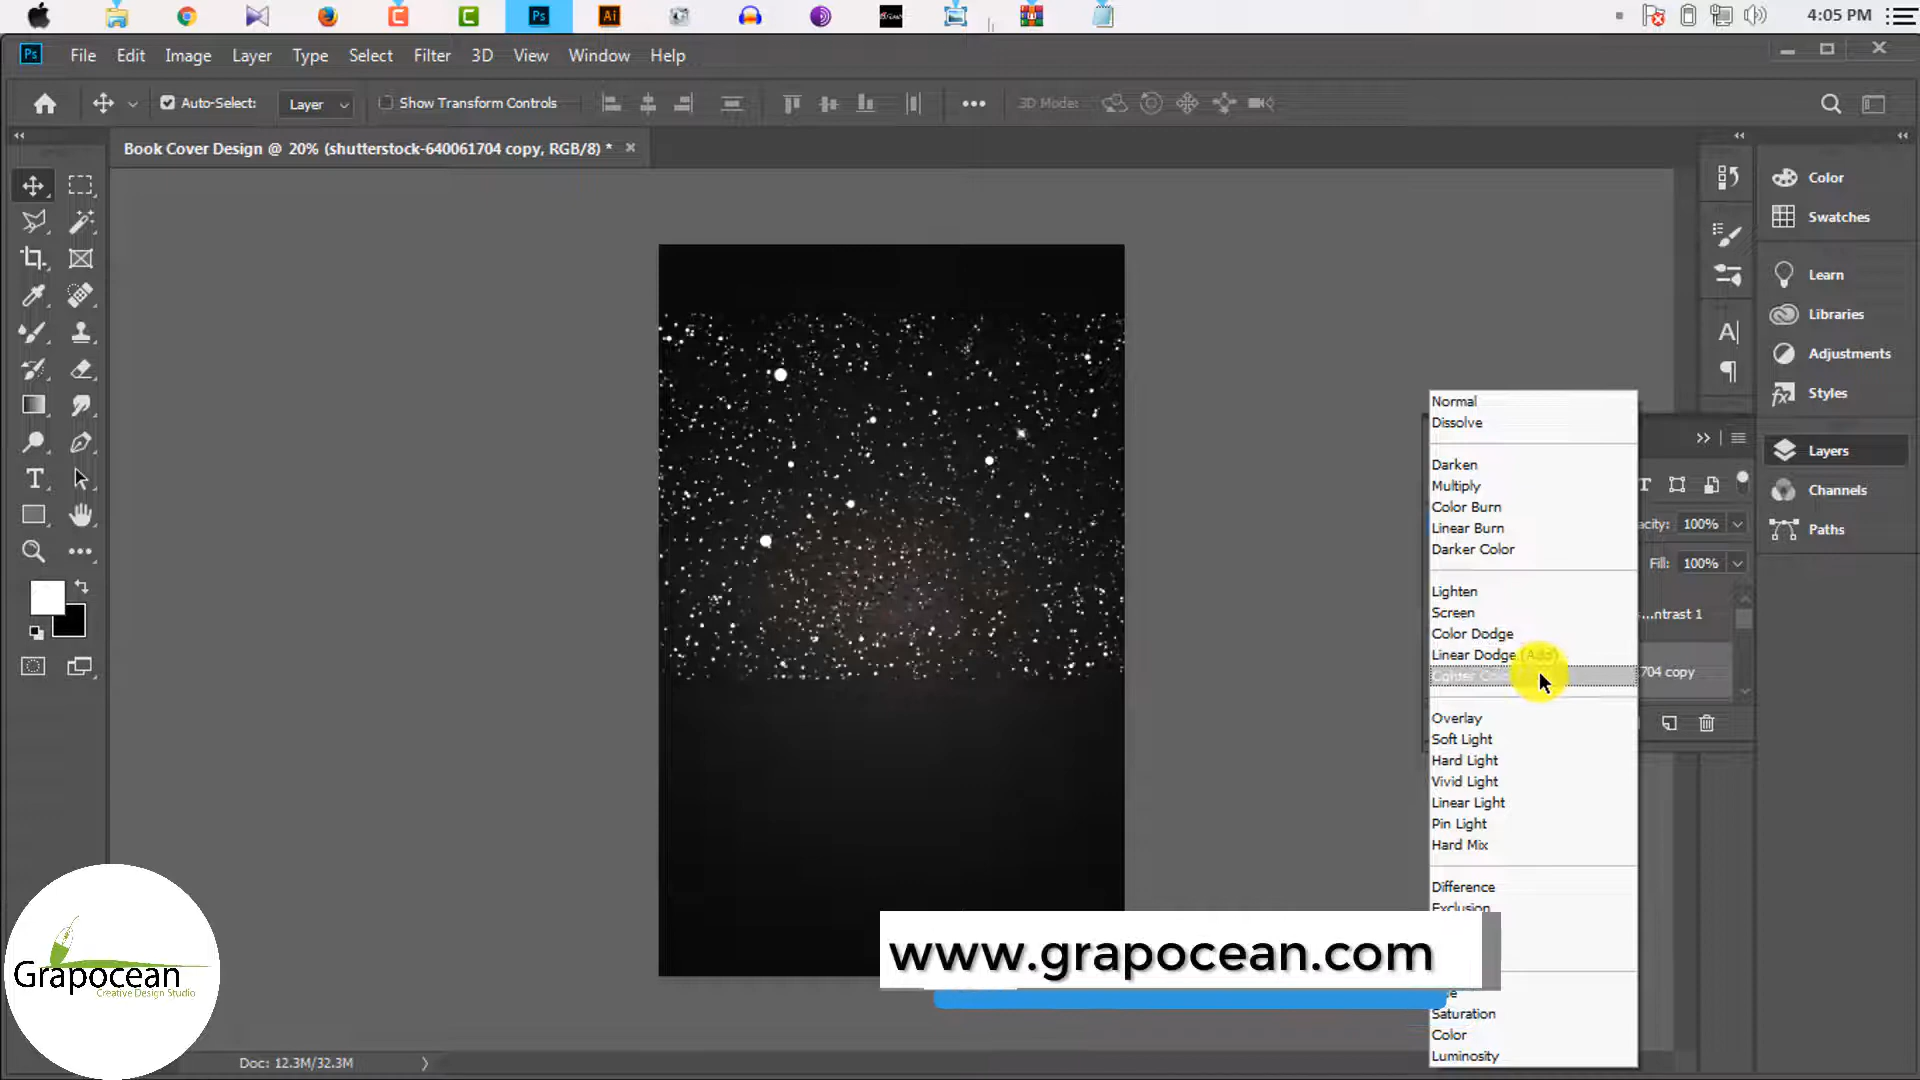 4:05 PM
Ps
File Edit Image Layer Type Select Filter 3D View Window Help
Auto-Select: Layer Show Transform Controls 3D Mode:
Book Cover Design @ 20% (shutterstock-640061704 copy, RGB/8) *
Color
Swatches
Learn
Libraries
Adjustments
Styles
Layers
Channels
Paths
Normal
Dissolve
Darken
Multiply
Color Burn
Linear Burn
Darker Color
Lighten
Screen
Color Dodge
Linear Dodge (Add)
Overlay
Soft Light
Hard Light
Vivid Light
Linear Light
Pin Light
Hard Mix
Difference
Exclusion
Saturation
Color
Luminosity
acity: 100%
Fill: 100%
s...ntrast 1
704 copy
www.grapocean.com
Grapocean
Creative Design Studio
Doc: 12.3M/32.3M